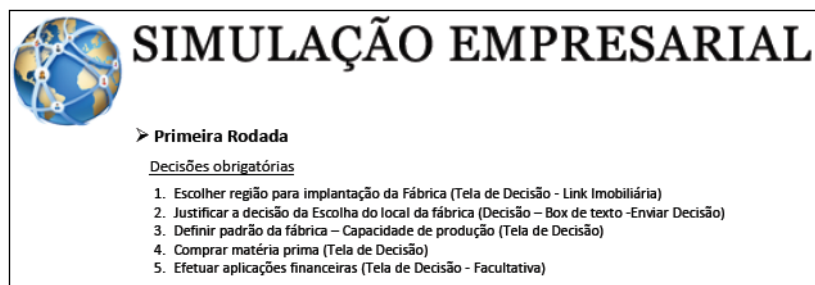 SIMULAÇÃO EMPRESARIAL
➢ Primeira Rodada
Decisões obrigatórias
1. Escolher região para implantação da Fábrica (Tela de Decisão - Link Imobiliária)
2. Justificar a decisão da Escolha do local da fábrica (Decisão – Box de texto -Enviar Decisão)
3. Definir padrão da fábrica – Capacidade de produção (Tela de Decisão)
4. Comprar matéria prima (Tela de Decisão)
5. Efetuar aplicações financeiras (Tela de Decisão - Facultativa)